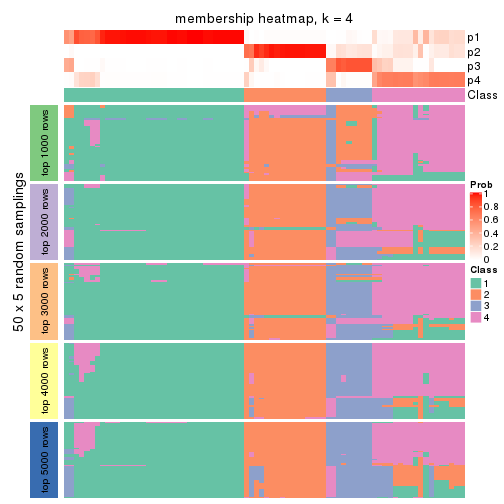 membership heatmap, k = 4
p1
p2
p3
p4
Class
50 x 5 random samplings
top 1000 rows
top 2000 rows
top 3000 rows
top 4000 rows
top 5000 rows
Prob
1
0.8
0.6
0.4
0.2
0
Class
1
2
3
4